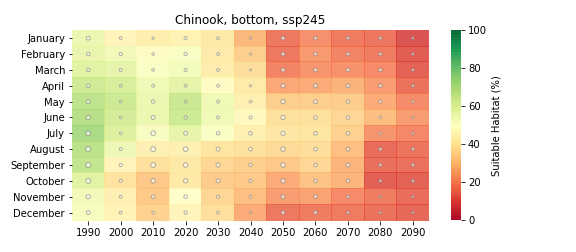 Chinook, bottom, ssp245
January
February
March
April
May
June
July
August
September
October
November
December
1990 2000 2010 2020 2030 2040 2050 2060 2070 2080 2090
100
80
60
40
20
0
Suitable Habitat (%)